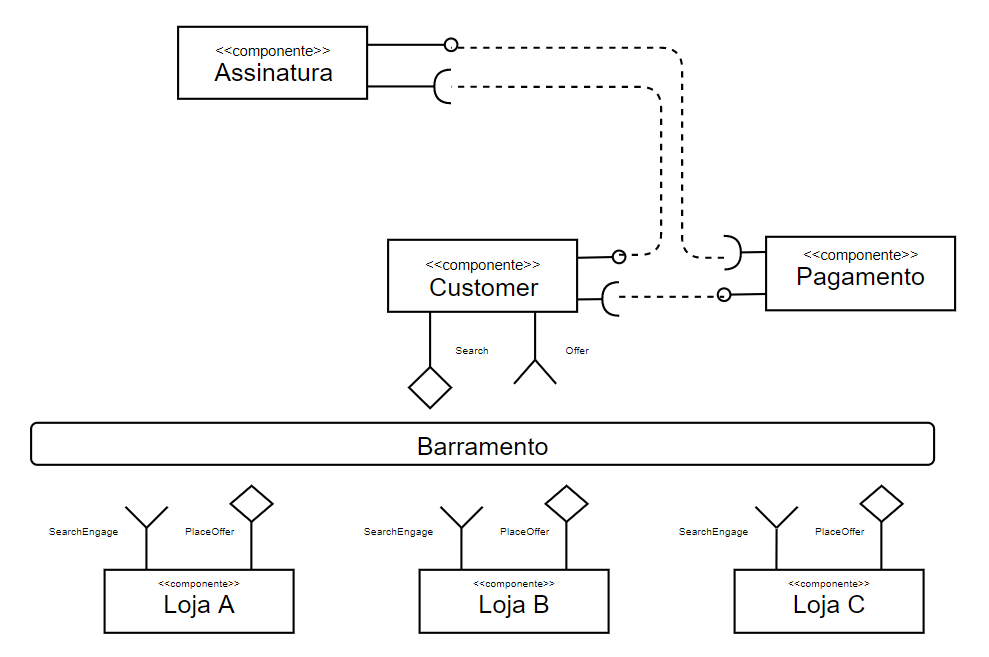 <<componente>>
Assinatura
<<componente>>
Customer
<<componente>>
Pagamento
Search
Offer
Barramento
SearchEngage
PlaceOffer
SearchEngage
PlaceOffer
SearchEngage
PlaceOffer
<<componente>>
Loja A
<<componente>>
Loja B
<<componente>>
Loja C